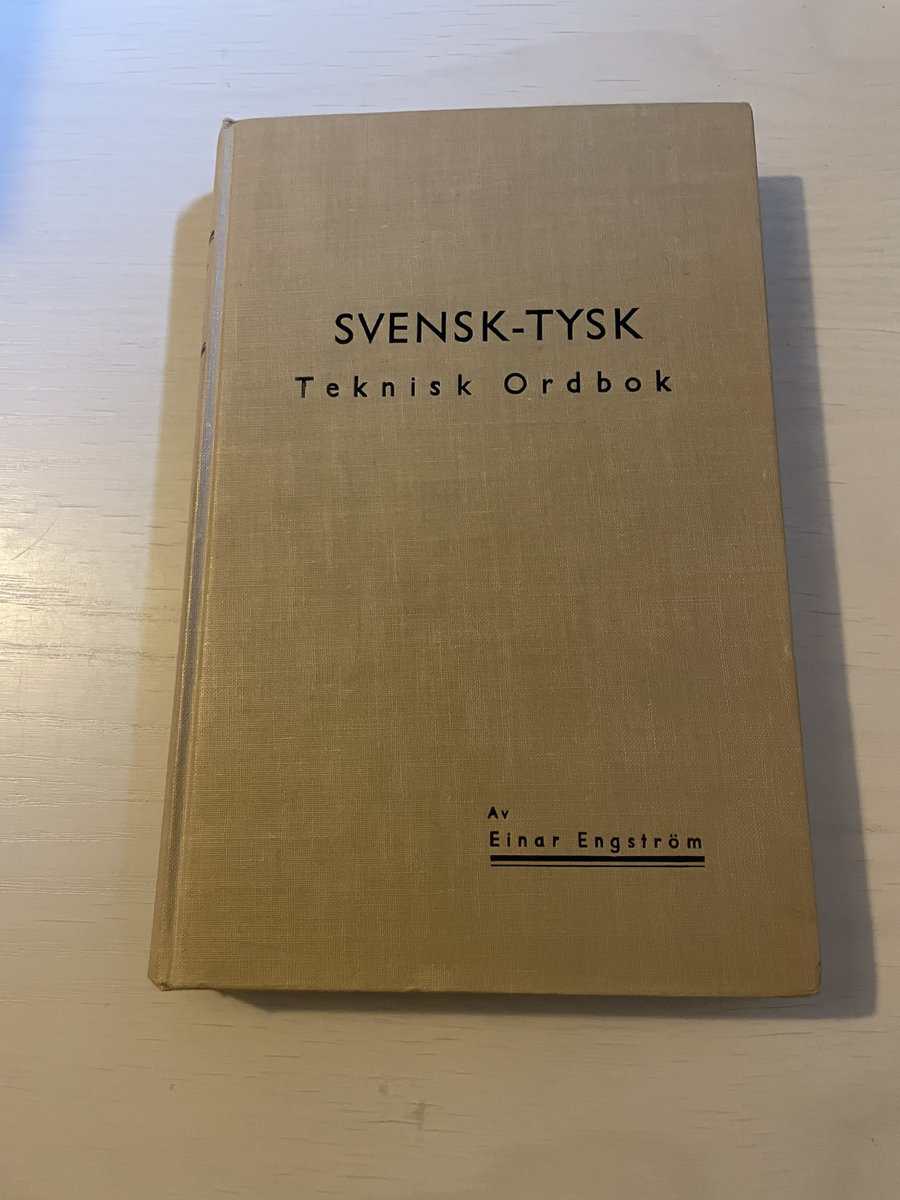 SVENSK-TYSK
Teknisk Ordbok
Av
Einar Engström